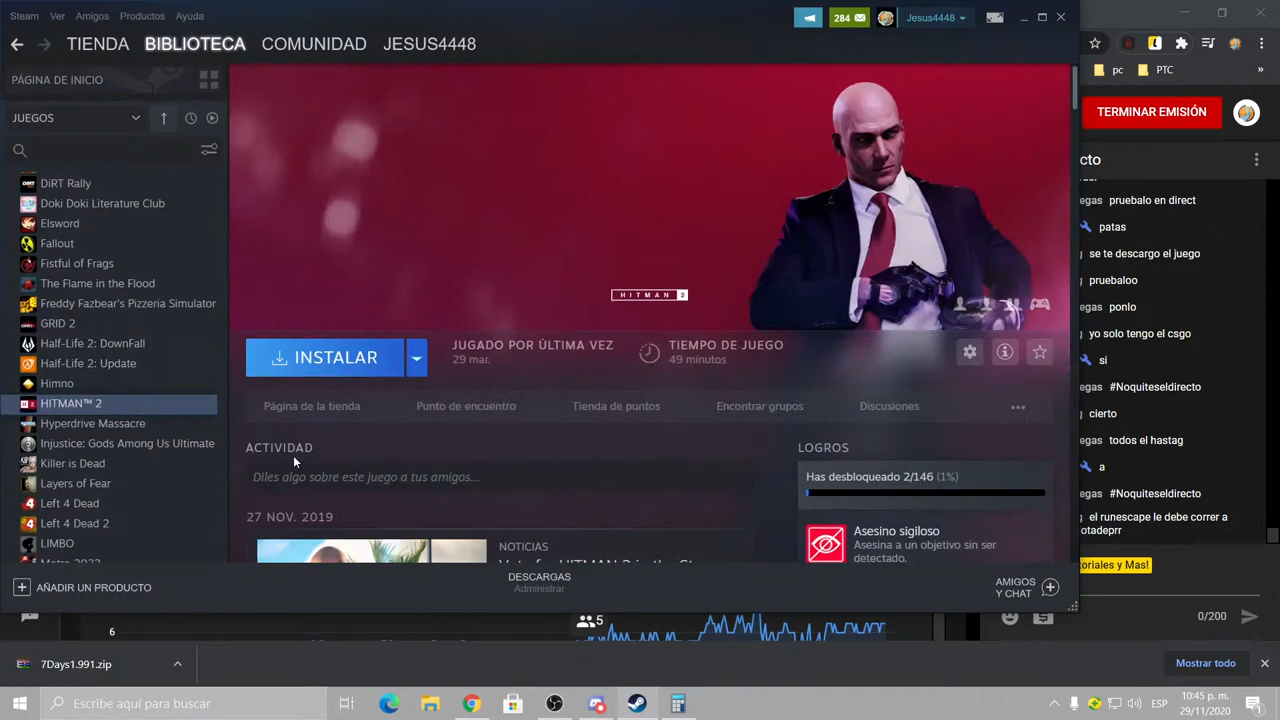 Steam Ver Amigos Productos Ayuda
284 Jesus4448
TIENDA BIBLIOTECA COMUNIDAD JESUS4448
PÁGINA DE INICIO
JUEGOS
DiRT Rally
Doki Doki Literature Club
Elsword
Fallout
Fistful of Frags
The Flame in the Flood
Freddy Fazbear's Pizzeria Simulator
GRID 2
Half-Life 2: DownFall
Half-Life 2: Update
Himno
HITMAN™ 2
Hyperdrive Massacre
Injustice: Gods Among Us Ultimate
Killer is Dead
Layers of Fear
Left 4 Dead
Left 4 Dead 2
LIMBO
AÑADIR UN PRODUCTO
HITMAN 2
INSTALAR
JUGADO POR ÚLTIMA VEZ
29 mar.
TIEMPO DE JUEGO
49 minutos
Página de la tienda
Punto de encuentro
Tienda de puntos
Encontrar grupos
Discusiones
ACTIVIDAD
Diles algo sobre este juego a tus amigos...
27 NOV. 2019
NOTICIAS
LOGROS
Has desbloqueado 2/146 (1%)
Asesino sigiloso
Asesina a un objetivo sin ser
detectado.
DESCARGAS
Administrar
AMIGOS
Y CHAT
pc PTC »
TERMINAR EMISIÓN
ecto
egas pruebalo en direct
patas
se te descargo el juego
pruebaloo
egas ponlo
yo solo tengo el csgo
si
egas #Noquiteseldirecto
cierto
egas todos el hastag
a
egas #Noquiteseldirecto
el runescape le debe correr a
otadeprr
toriales y Mas!
0/200
6
5
7Days1.991.zip
Mostrar todo
Escribe aquí para buscar
ESP
10:45 p. m.
29/11/2020
1